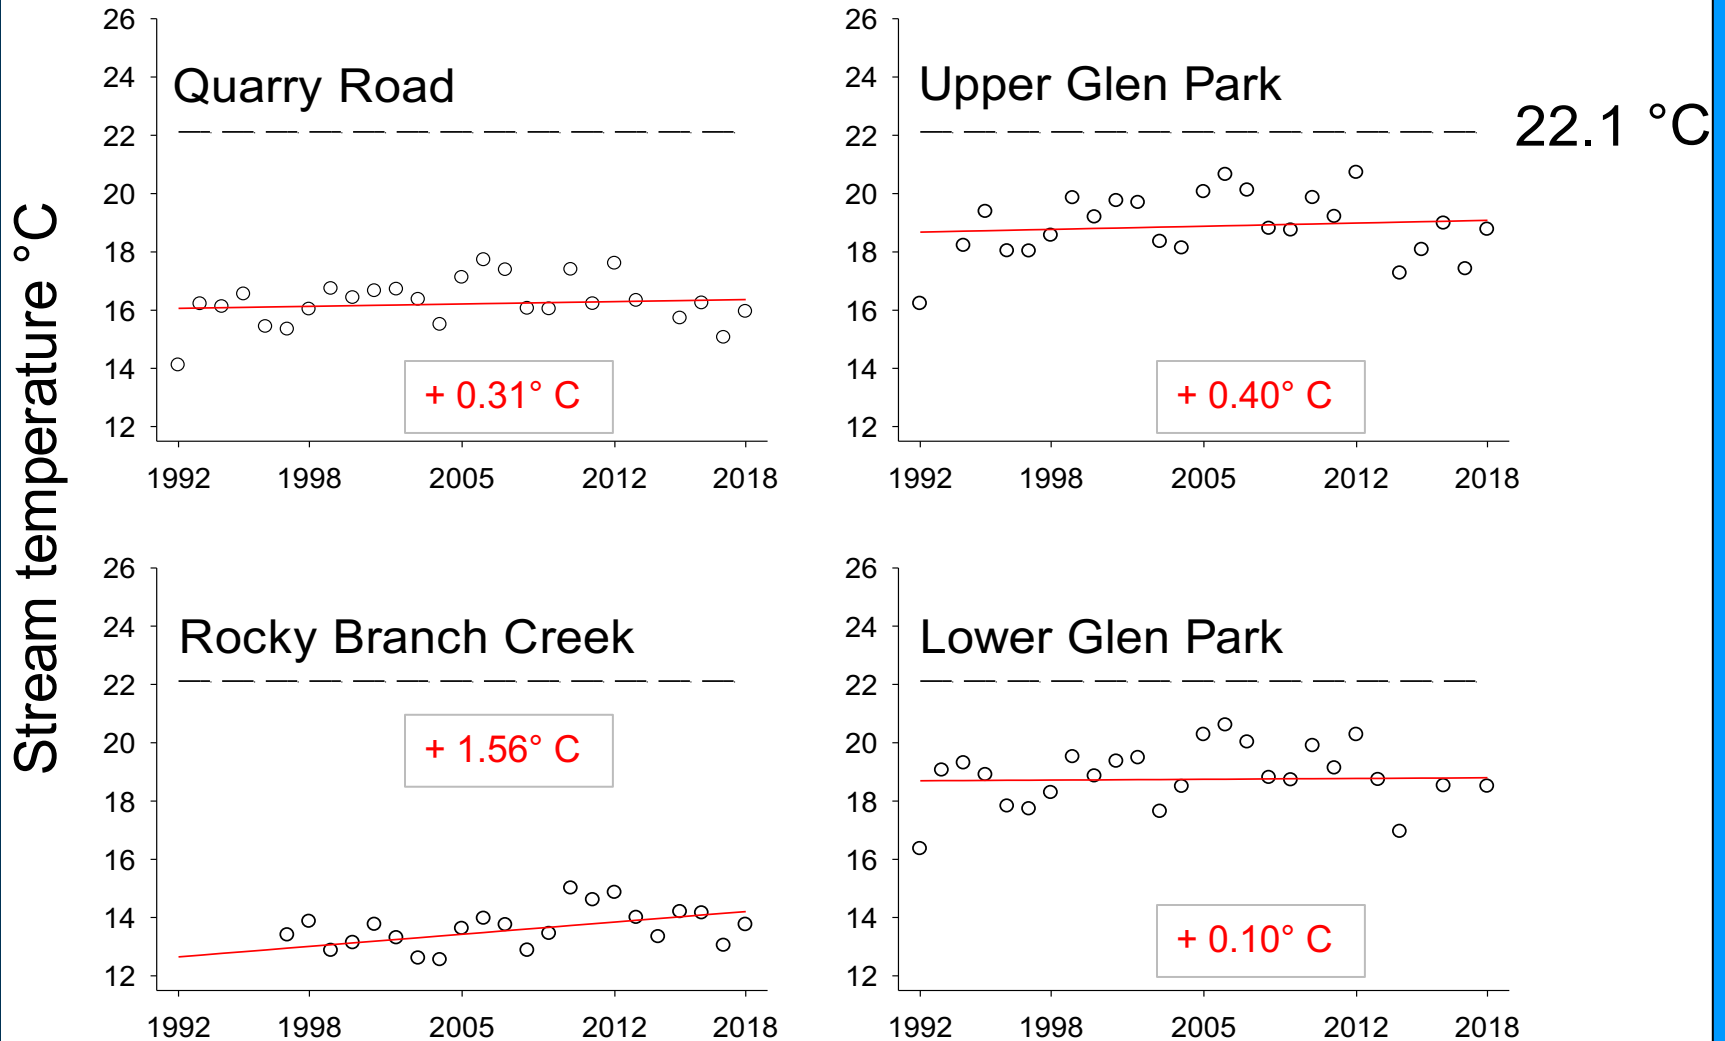 Stream temperature °C
26
24
22
20
18
16
14
12
Quarry Road
+ 0.31° C
1992 1998 2005 2012 2018
26
24
22
20
18
16
14
12
Upper Glen Park
22.1 °C
+ 0.40° C
1992 1998 2005 2012 2018
26
24
22
20
18
16
14
12
Rocky Branch Creek
+ 1.56° C
1992 1998 2005 2012 2018
26
24
22
20
18
16
14
12
Lower Glen Park
+ 0.10° C
1992 1998 2005 2012 2018